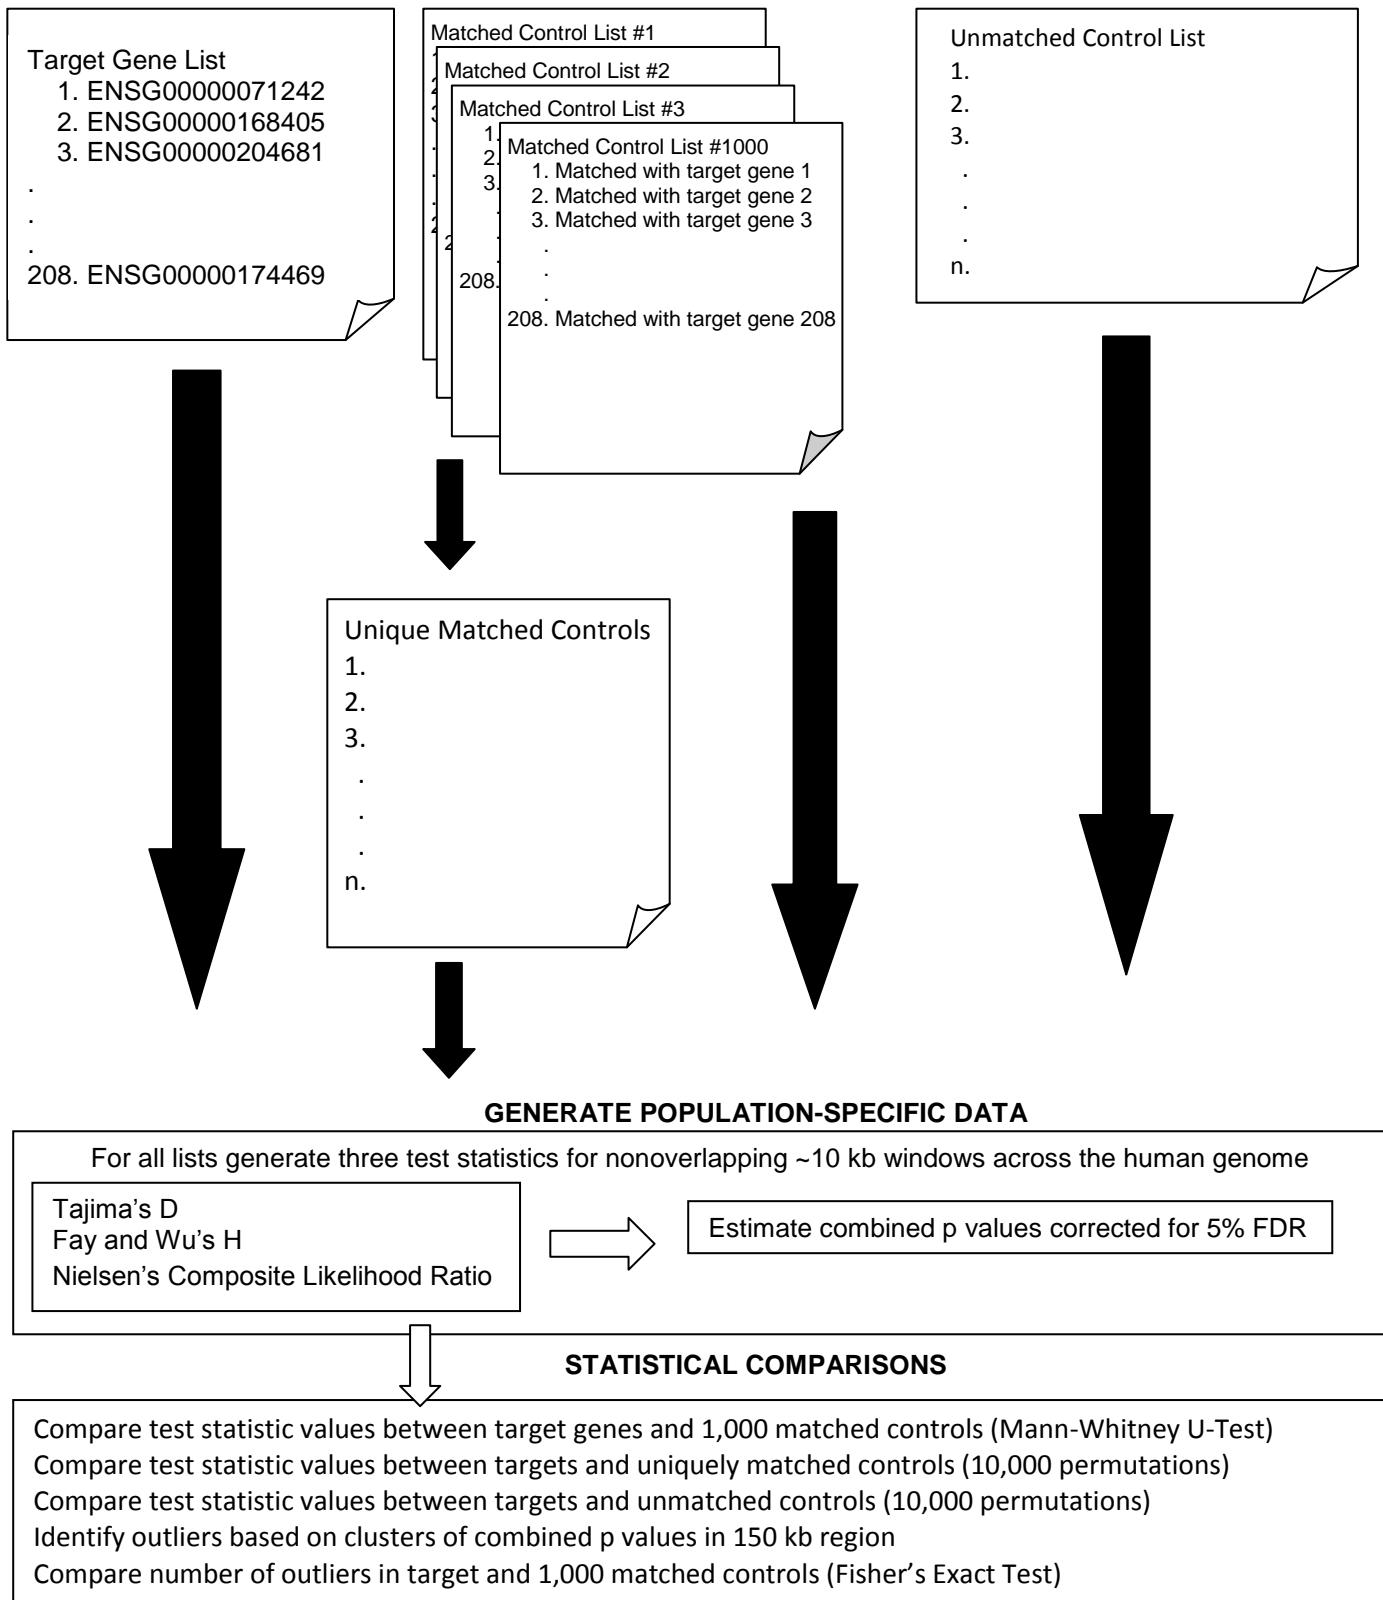 Target Gene List
1. ENSG00000071242
2. ENSG00000168405
3. ENSG00000204681
.
.
.
208. ENSG00000174469
Matched Control List #1
Matched Control List #2
Matched Control List #3
1.
2.
3.
.
.
208.
Matched Control List #1000
1. Matched with target gene 1
2. Matched with target gene 2
3. Matched with target gene 3
.
.
.
208. Matched with target gene 208
Unmatched Control List
1.
2.
3.
.
.
.
n.
Unique Matched Controls
1.
2.
3.
.
.
.
n.
GENERATE POPULATION-SPECIFIC DATA
For all lists generate three test statistics for nonoverlapping ~10 kb windows across the human genome
Tajima’s D
Fay and Wu’s H
Nielsen’s Composite Likelihood Ratio
Estimate combined p values corrected for 5% FDR
STATISTICAL COMPARISONS
Compare test statistic values between target genes and 1,000 matched controls (Mann-Whitney U-Test)
Compare test statistic values between targets and uniquely matched controls (10,000 permutations)
Compare test statistic values between targets and unmatched controls (10,000 permutations)
Identify outliers based on clusters of combined p values in 150 kb region
Compare number of outliers in target and 1,000 matched controls (Fisher’s Exact Test)